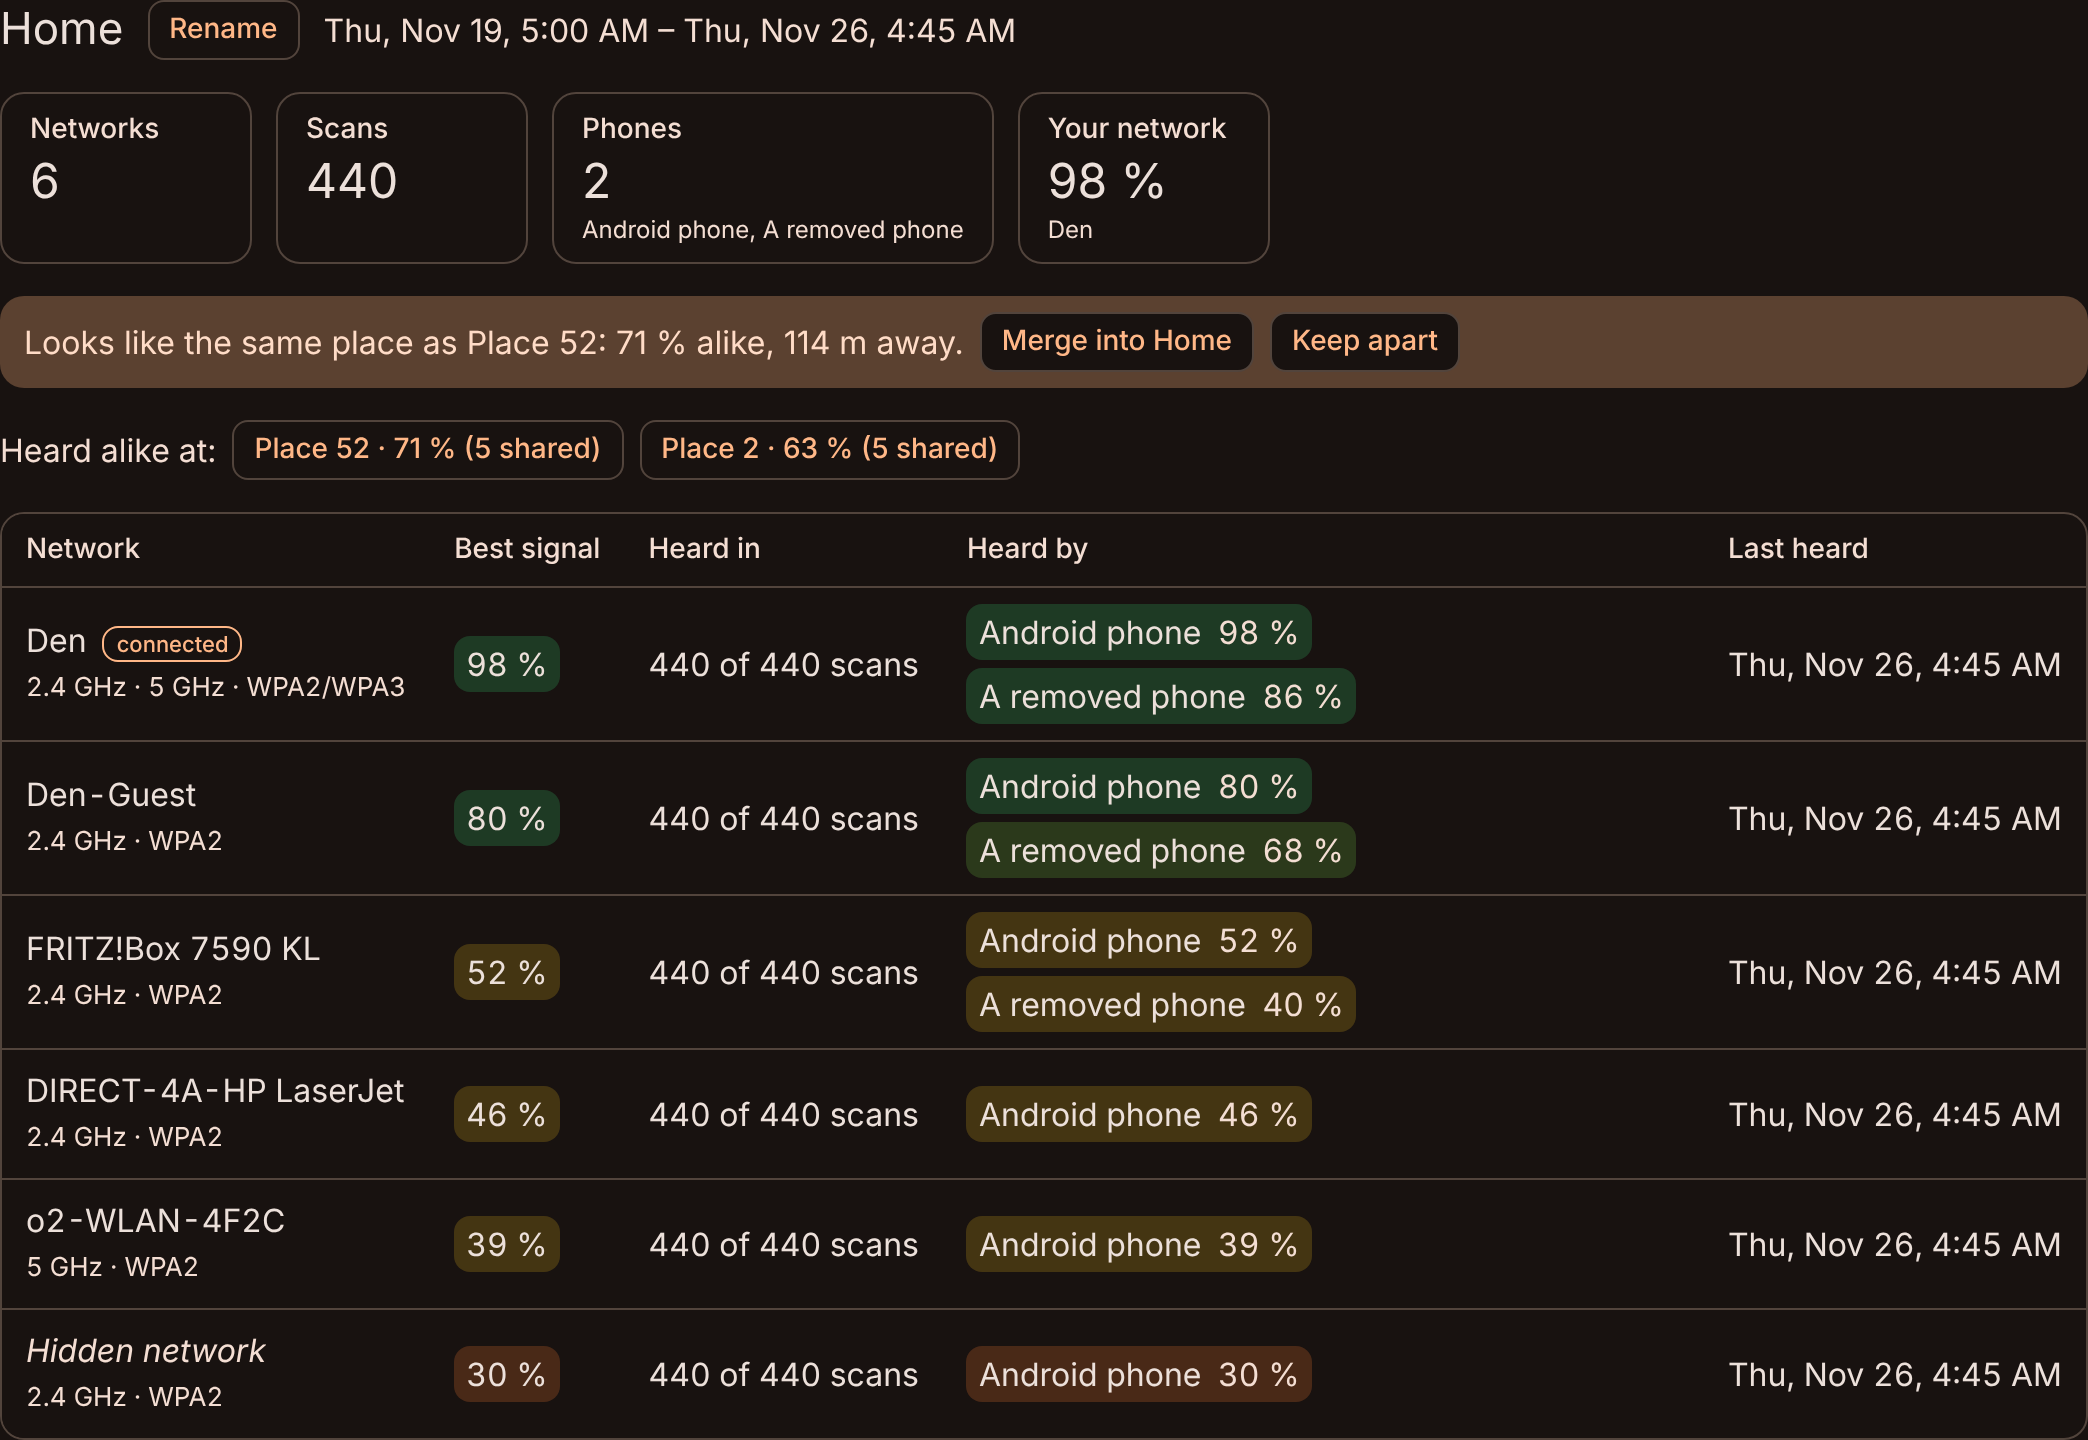 Home Rename Thu, Nov 19, 5:00 AM – Thu, Nov 26, 4:45 AM
Networks
6
Scans
440
Phones
2
Android phone, A removed phone
Your network
98 %
Den
Looks like the same place as Place 52: 71 % alike, 114 m away. Merge into Home Keep apart
Heard alike at: Place 52 · 71 % (5 shared) Place 2 · 63 % (5 shared)
Network Best signal Heard in Heard by Last heard
Den connected
2.4 GHz · 5 GHz · WPA2/WPA3
98 %
440 of 440 scans
Android phone 98 %
A removed phone 86 %
Thu, Nov 26, 4:45 AM
Den-Guest
2.4 GHz · WPA2
80 %
440 of 440 scans
Android phone 80 %
A removed phone 68 %
Thu, Nov 26, 4:45 AM
FRITZ!Box 7590 KL
2.4 GHz · WPA2
52 %
440 of 440 scans
Android phone 52 %
A removed phone 40 %
Thu, Nov 26, 4:45 AM
DIRECT-4A-HP LaserJet
2.4 GHz · WPA2
46 %
440 of 440 scans
Android phone 46 %
Thu, Nov 26, 4:45 AM
o2-WLAN-4F2C
5 GHz · WPA2
39 %
440 of 440 scans
Android phone 39 %
Thu, Nov 26, 4:45 AM
Hidden network
2.4 GHz · WPA2
30 %
440 of 440 scans
Android phone 30 %
Thu, Nov 26, 4:45 AM